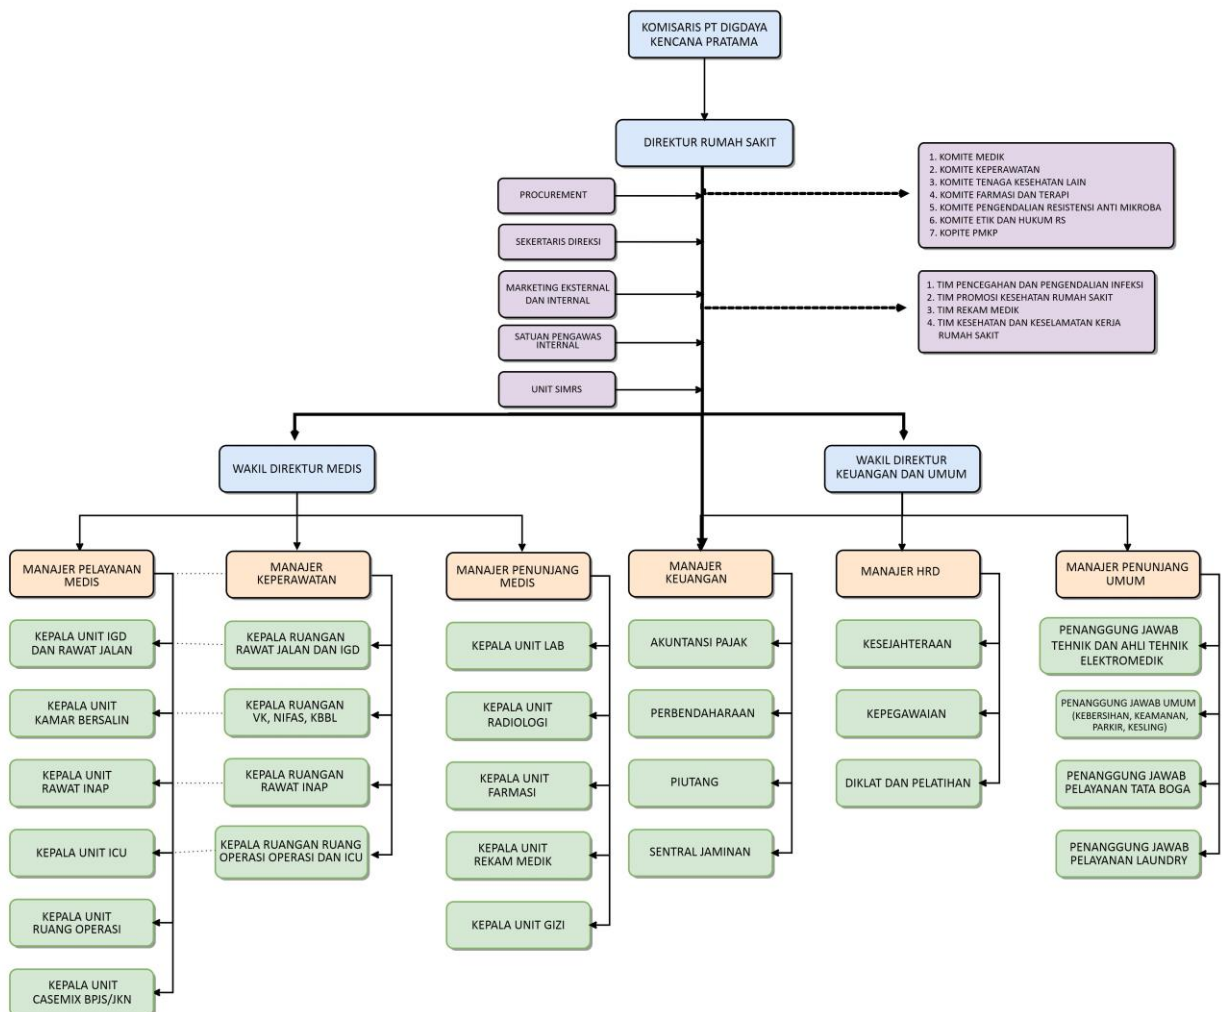 KOMISARIS PT DIGDAYA
KENCANA PRATAMA
DIREKTUR RUMAH SAKIT
PROCUREMENT
SEKERTARIS DIREKSI
MARKETING EKSTERNAL
DAN INTERNAL
SATUAN PENGAWAS
INTERNAL
UNIT SIMRS
1. KOMITE MEDIK
2. KOMITE KEPERAWATAN
3. KOMITE TENAGA KESEHATAN LAIN
4. KOMITE FARMASI DAN TERAPI
5. KOMITE PENGENDALIAN RESISTENSI ANTI MIKROBA
6. KOMITE ETIK DAN HUKUM RS
7. KOPITE PMKP
1. TIM PENCEGAHAN DAN PENGENDALIAN INFEKSI
2. TIM PROMOSI KESEHATAN RUMAH SAKIT
3. TIM REKAM MEDIK
4. TIM KESEHATAN DAN KESELAMATAN KERJA
RUMAH SAKIT
WAKIL DIREKTUR MEDIS
WAKIL DIREKTUR
KEUANGAN DAN UMUM
MANAJER PELAYANAN
MEDIS
KEPALA UNIT IGD
DAN RAWAT JALAN
KEPALA UNIT
KAMAR BERSALIN
KEPALA UNIT
RAWAT INAP
KEPALA UNIT ICU
KEPALA UNIT
RUANG OPERASI
KEPALA UNIT
CASEMIX BPJS/JKN
MANAJER
KEPERAWATAN
KEPALA RUANGAN
RAWAT JALAN DAN IGD
KEPALA RUANGAN
VK, NIFAS, KBBL
KEPALA RUANGAN
RAWAT INAP
KEPALA RUANGAN RUANG
OPERASI OPERASI DAN ICU
MANAJER PENUNJANG
MEDIS
KEPALA UNIT LAB
KEPALA UNIT
RADIOLOGI
KEPALA UNIT
FARMASI
KEPALA UNIT
REKAM MEDIK
KEPALA UNIT GIZI
MANAJER
KEUANGAN
AKUNTANSI PAJAK
PERBENDAHARAAN
PIUTANG
SENTRAL JAMINAN
MANAJER HRD
KESEJAHTERAAN
KEPEGAWAIAN
DIKLAT DAN PELATIHAN
MANAJER PENUNJANG
UMUM
PENANGGUNG JAWAB
TEHNIK DAN AHLI TEHNIK
ELEKTROMEDIK
PENANGGUNG JAWAB UMUM
(KEBERSIHAN, KEAMANAN,
PARKIR, KESLING)
PENANGGUNG JAWAB
PELAYANAN TATA BOGA
PENANGGUNG JAWAB
PELAYANAN LAUNDRY